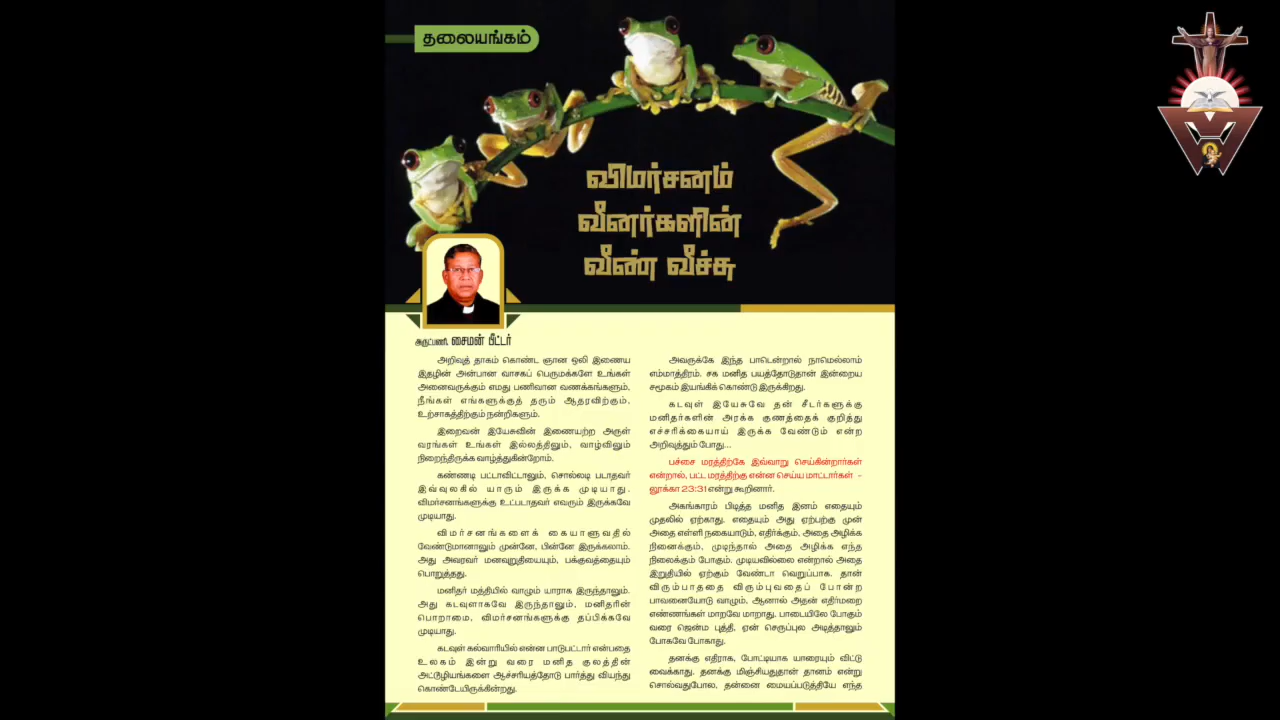 தலையங்கம்
விமர்சனம்
வீனர்களின்
வீண் வீச்சு
அருட்பணி. சைமன் பீட்டர்
அறிவுத் தாகம் கொண்ட ஞான ஒலி இணைய
இதழின் அன்பான வாசகப் பெருமக்களே உங்கள்
அனைவருக்கும் எமது பணிவான வணக்கங்களும்,
நீங்கள் எங்களுக்குத் தரும் ஆதரவிற்கும்,
உற்சாகத்திற்கும் நன்றிகளும்.
இறைவன் இயேசுவின் இணையற்ற அருள்
வரங்கள் உங்கள் இல்லத்திலும், வாழ்விலும்
நிறைந்திருக்க வாழ்த்துகின்றோம்.
கண்ணடி பட்டாவிட்டாலும், சொல்லடி படாதவர்
இவ்வுலகில் யாரும் இருக்க முடியாது.
விமர்சனங்களுக்கு உட்படாதவர் எவரும் இருக்கவே
முடியாது.
விமர்சனங்களைக் கையாளுவதில்
வேண்டுமானாலும் முன்னே, பின்னே இருக்கலாம்.
அது அவரவர் மனவுறுதியையும், பக்குவத்தையும்
பொறுத்தது.
மனிதர் மத்தியில் வாழும் யாராக இருந்தாலும்.
அது கடவுளாகவே இருந்தாலும், மனிதரின்
பொறாமை, விமர்சனங்களுக்கு தப்பிக்கவே
முடியாது.
கடவுள் கல்வாரியில் என்ன பாடுபட்டார் என்பதை
உலகம் இன்று வரை மனித குலத்தின்
அட்டூழியங்களை ஆச்சரியத்தோடு பார்த்து வியந்து
கொண்டேயிருக்கின்றது.
அவருக்கே இந்த பாடென்றால் நாமெல்லாம்
எம்மாத்திரம். சக மனித பயத்தோடுதான் இன்றைய
சமூகம் இயங்கிக் கொண்டு இருக்கிறது.
கடவுள் இயேசுவே தன் சீடர்களுக்கு
மனிதர்களின் அரக்க குணத்தைக் குறித்து
எச்சரிக்கையாய் இருக்க வேண்டும் என்ற
அறிவுத்தும் போது...
பச்சை மரத்திற்கே இவ்வாறு செய்கின்றார்கள்
என்றால், பட்ட மரத்திற்கு என்ன செய்ய மாட்டார்கள் -
லூக்கா 23:31 என்று கூறினார்.
அகங்காரம் பிடித்த மனித இனம் எதையும்
முதலில் ஏற்காது. எதையும் அது ஏற்பதற்கு முன்
அதை எள்ளி நகையாடும், எதிர்க்கும், அதை அழிக்க
நினைக்கும், முடிந்தால் அதை அழிக்க எந்த
நிலைக்கும் போகும். முடியவில்லை என்றால் அதை
இறுதியில் ஏற்கும் வேண்டா வெறுப்பாக. தான்
விரும்பாததை விரும்புவதைப் போன்ற
பாவனையோடு வாழும், ஆனால் அதன் எதிர்மறை
எண்ணங்கள் மாறவே மாறாது. பாடையிலே போகும்
வரை ஜென்ம புத்தி, ஏன் செருப்புல அடித்தாலும்
போகவே போகாது.
தனக்கு எதிராக, போட்டியாக யாரையும் விட்டு
வைக்காது. தனக்கு மிஞ்சியதுதான் தானம் என்று
சொல்வதுபோல, தன்னை மையப்படுத்தியே எந்த